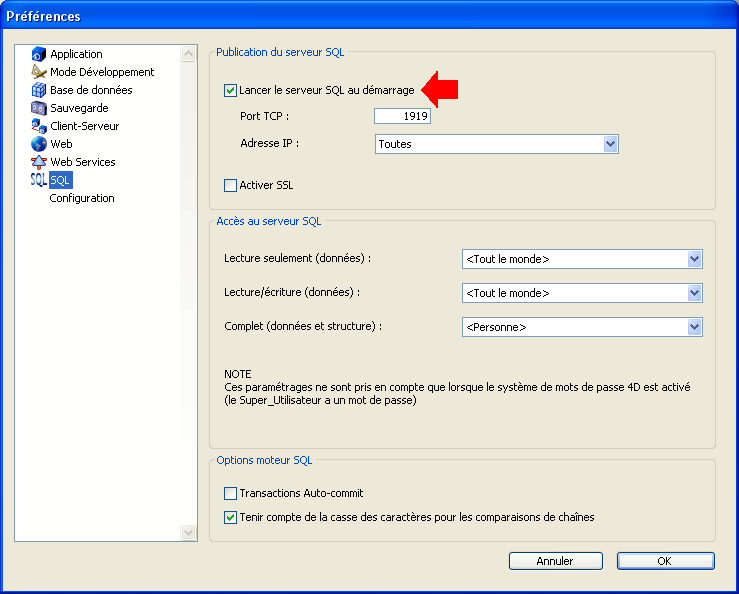 Préférences
Application
Mode Développement
Base de données
Sauvegarde
Client-Serveur
Web
Web Services
SQL SQL
Configuration
Publication du serveur SQL
Lancer le serveur SQL au démarrage
Port TCP : 1919
Adresse IP : Toutes
Activer SSL
Accès au serveur SQL
Lecture seulement (données) : <Tout le monde>
Lecture/écriture (données) : <Tout le monde>
Complet (données et structure) : <Personne>
NOTE
Ces paramétrages ne sont pris en compte que lorsque le système de mots de passe 4D est activé
(le Super_Utilisateur a un mot de passe)
Options moteur SQL
Transactions Auto-commit
Tenir compte de la casse des caractères pour les comparaisons de chaînes
Annuler OK